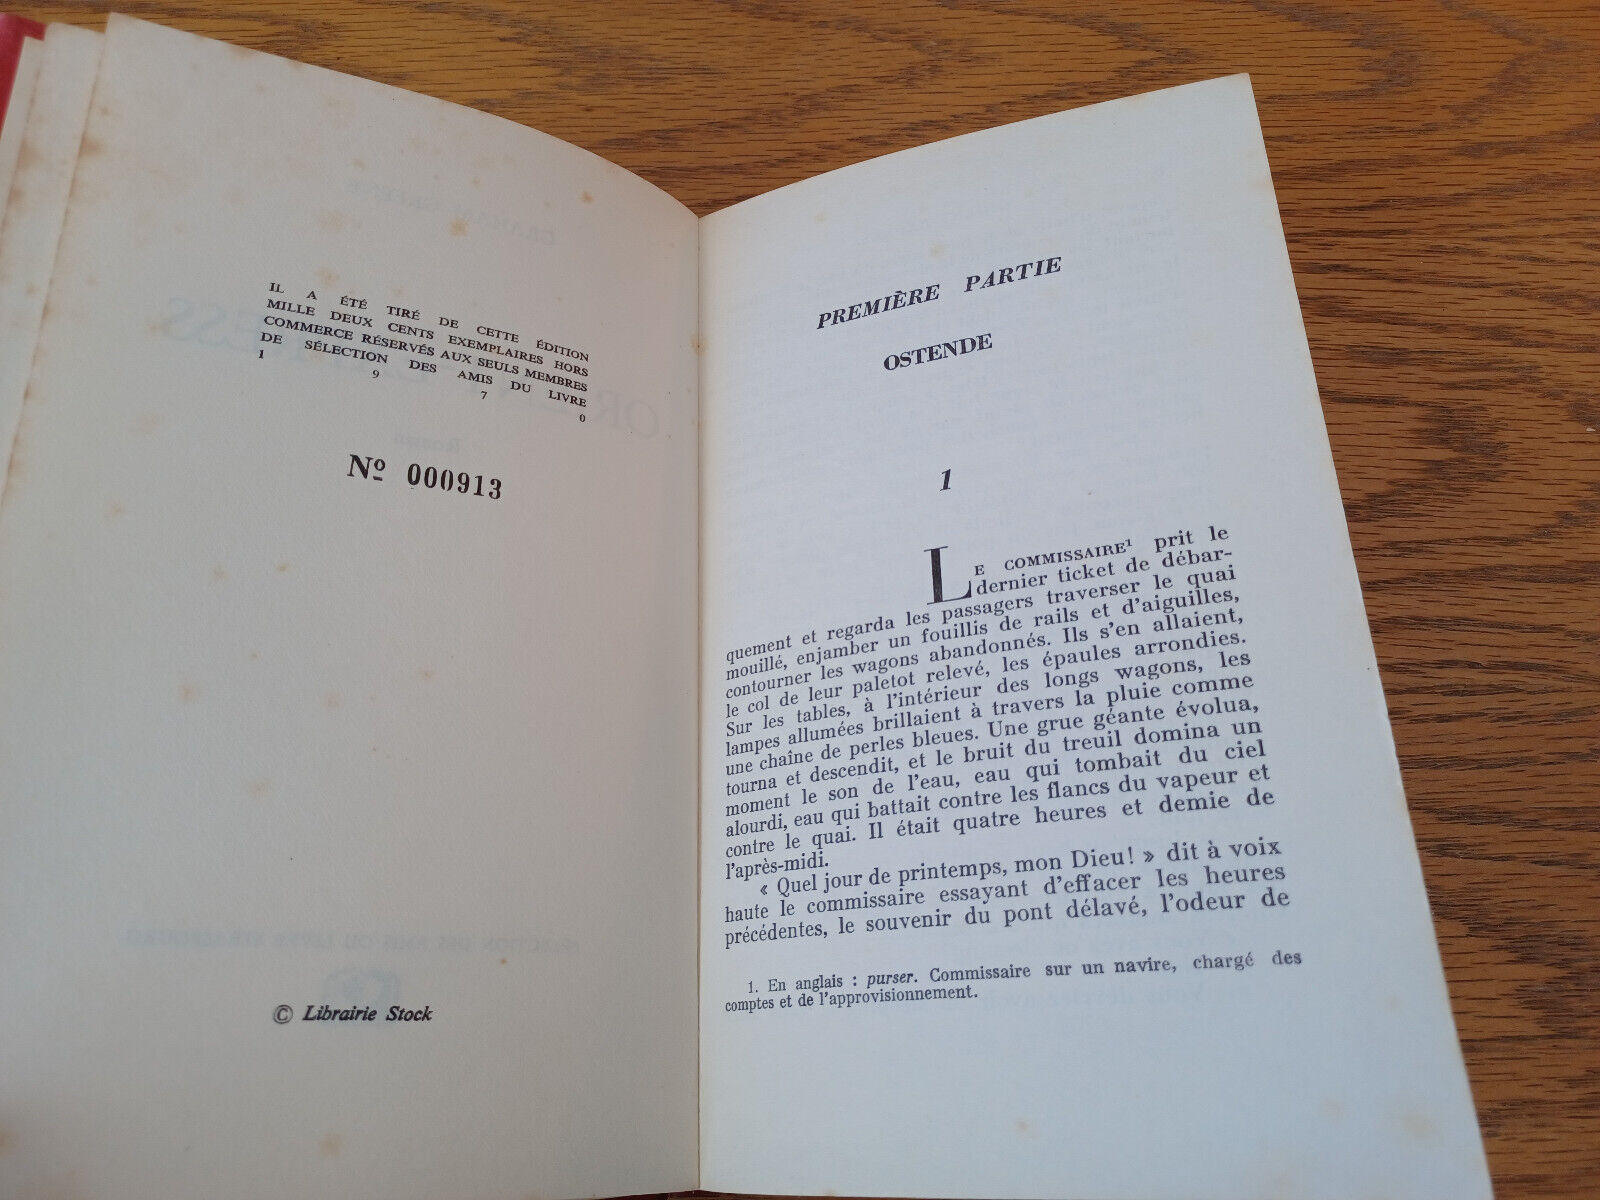 IL A ÉTÉ TIRÉ DE CETTE ÉDITION
MILLE DEUX CENTS EXEMPLAIRES HORS
COMMERCE RÉSERVÉS AUX SEULS MEMBRES
DE SÉLECTION DES AMIS DU LIVRE
1 9 7 0
Nº 000913
© Librairie Stock
PREMIÈRE PARTIE
OSTENDE
1
LE COMMISSAIRE¹ prit le
dernier ticket de débar-
quement et regarda les passagers traverser le quai
mouillé, enjamber un fouillis de rails et d'aiguilles,
contourner les wagons abandonnés. Ils s'en allaient,
le col de leur paletot relevé, les épaules arrondies.
Sur les tables, à l'intérieur des longs wagons, les
lampes allumées brillaient à travers la pluie comme
une chaîne de perles bleues. Une grue géante évolua,
tourna et descendit, et le bruit du treuil domina un
moment le son de l'eau, eau qui tombait du ciel
alourdi, eau qui battait contre les flancs du vapeur et
contre le quai. Il était quatre heures et demie de
l'après-midi.
« Quel jour de printemps, mon Dieu! » dit à voix
haute le commissaire essayant d'effacer les heures
précédentes, le souvenir du pont délavé, l'odeur de
1. En anglais : purser. Commissaire sur un navire, chargé des
comptes et de l'approvisionnement.